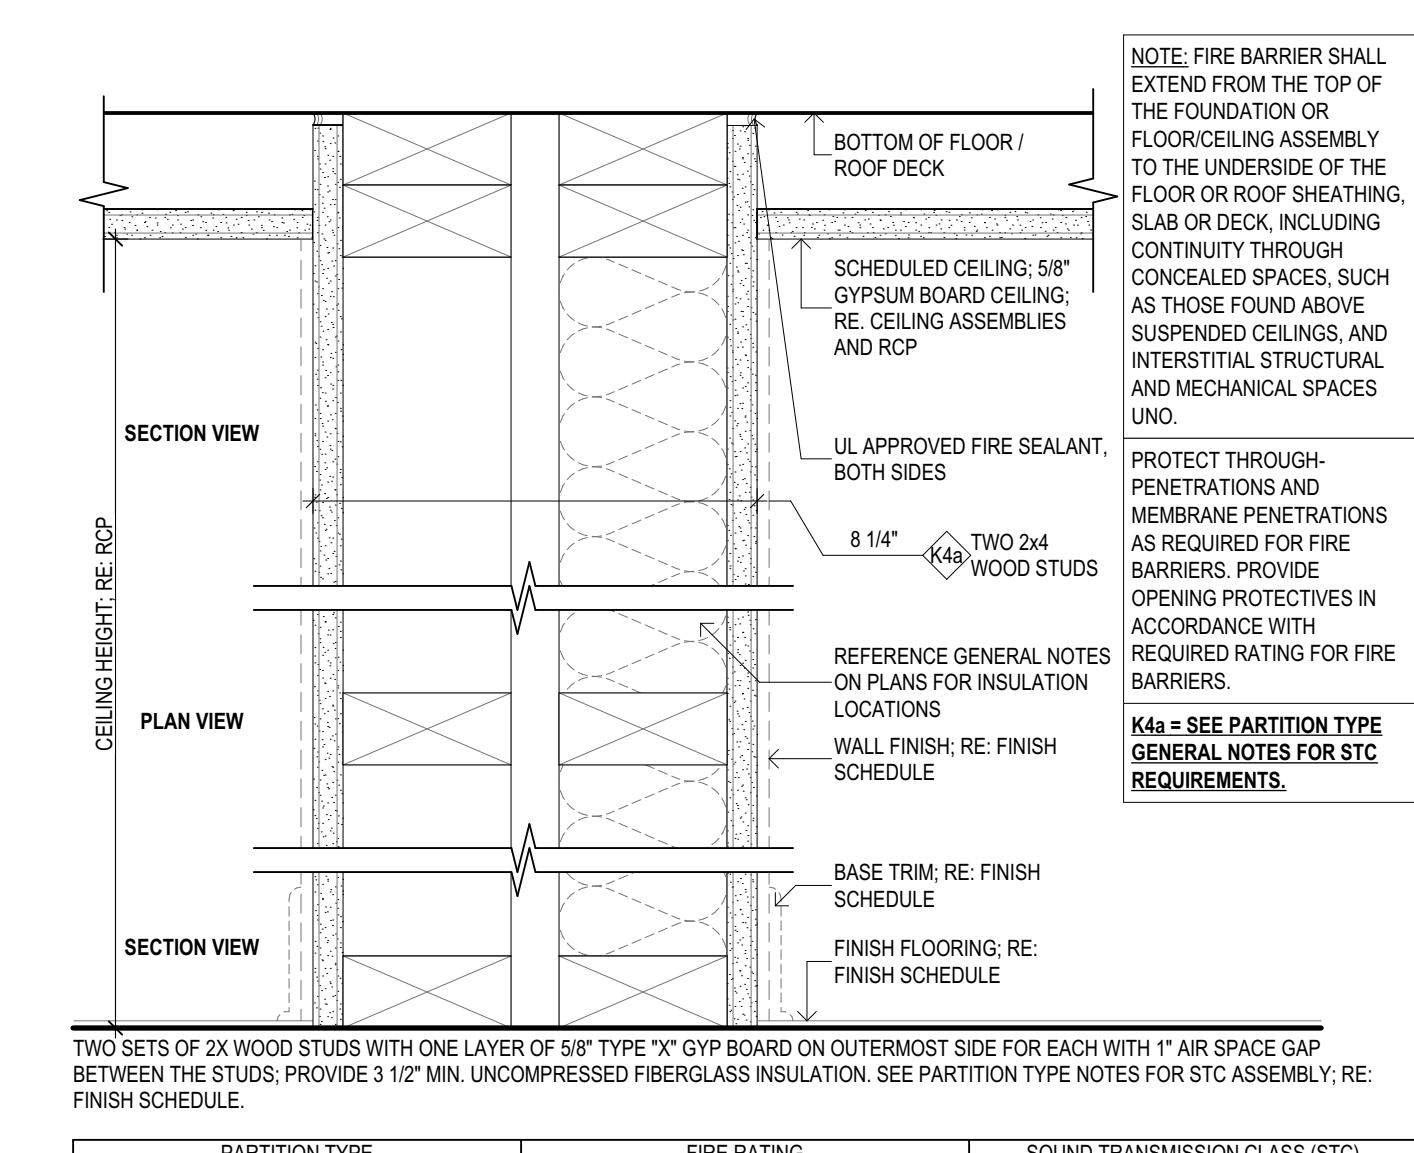 NOTE: FIRE BARRIER SHALL
EXTEND FROM THE TOP OF
THE FOUNDATION OR
FLOOR/CEILING ASSEMBLY
TO THE UNDERSIDE OF THE
FLOOR OR ROOF SHEATHING,
SLAB OR DECK, INCLUDING
CONTINUITY THROUGH
CONCEALED SPACES, SUCH
AS THOSE FOUND ABOVE
SUSPENDED CEILINGS, AND
INTERSTITIAL STRUCTURAL
AND MECHANICAL SPACES
UNO.
PROTECT THROUGH-
PENETRATIONS AND
MEMBRANE PENETRATIONS
AS REQUIRED FOR FIRE
BARRIERS. PROVIDE
OPENING PROTECTIVES IN
ACCORDANCE WITH
REQUIRED RATING FOR FIRE
BARRIERS.
K4a = SEE PARTITION TYPE
GENERAL NOTES FOR STC
REQUIREMENTS.
BOTTOM OF FLOOR /
ROOF DECK
SCHEDULED CEILING; 5/8"
GYPSUM BOARD CEILING;
RE. CEILING ASSEMBLIES
AND RCP
UL APPROVED FIRE SEALANT,
BOTH SIDES
8 1/4"
K4a
TWO 2x4
WOOD STUDS
REFERENCE GENERAL NOTES
ON PLANS FOR INSULATION
LOCATIONS
WALL FINISH; RE: FINISH
SCHEDULE
BASE TRIM; RE: FINISH
SCHEDULE
FINISH FLOORING; RE:
FINISH SCHEDULE
SECTION VIEW
PLAN VIEW
SECTION VIEW
CEILING HEIGHT; RE: RCP
TWO SETS OF 2X WOOD STUDS WITH ONE LAYER OF 5/8" TYPE "X" GYP BOARD ON OUTERMOST SIDE FOR EACH WITH 1" AIR SPACE GAP
BETWEEN THE STUDS; PROVIDE 3 1/2" MIN. UNCOMPRESSED FIBERGLASS INSULATION. SEE PARTITION TYPE NOTES FOR STC ASSEMBLY; RE:
FINISH SCHEDULE.
PARTITION TYPE
FIRE RATING
SOUND TRANSMISSION CLASS (STC)